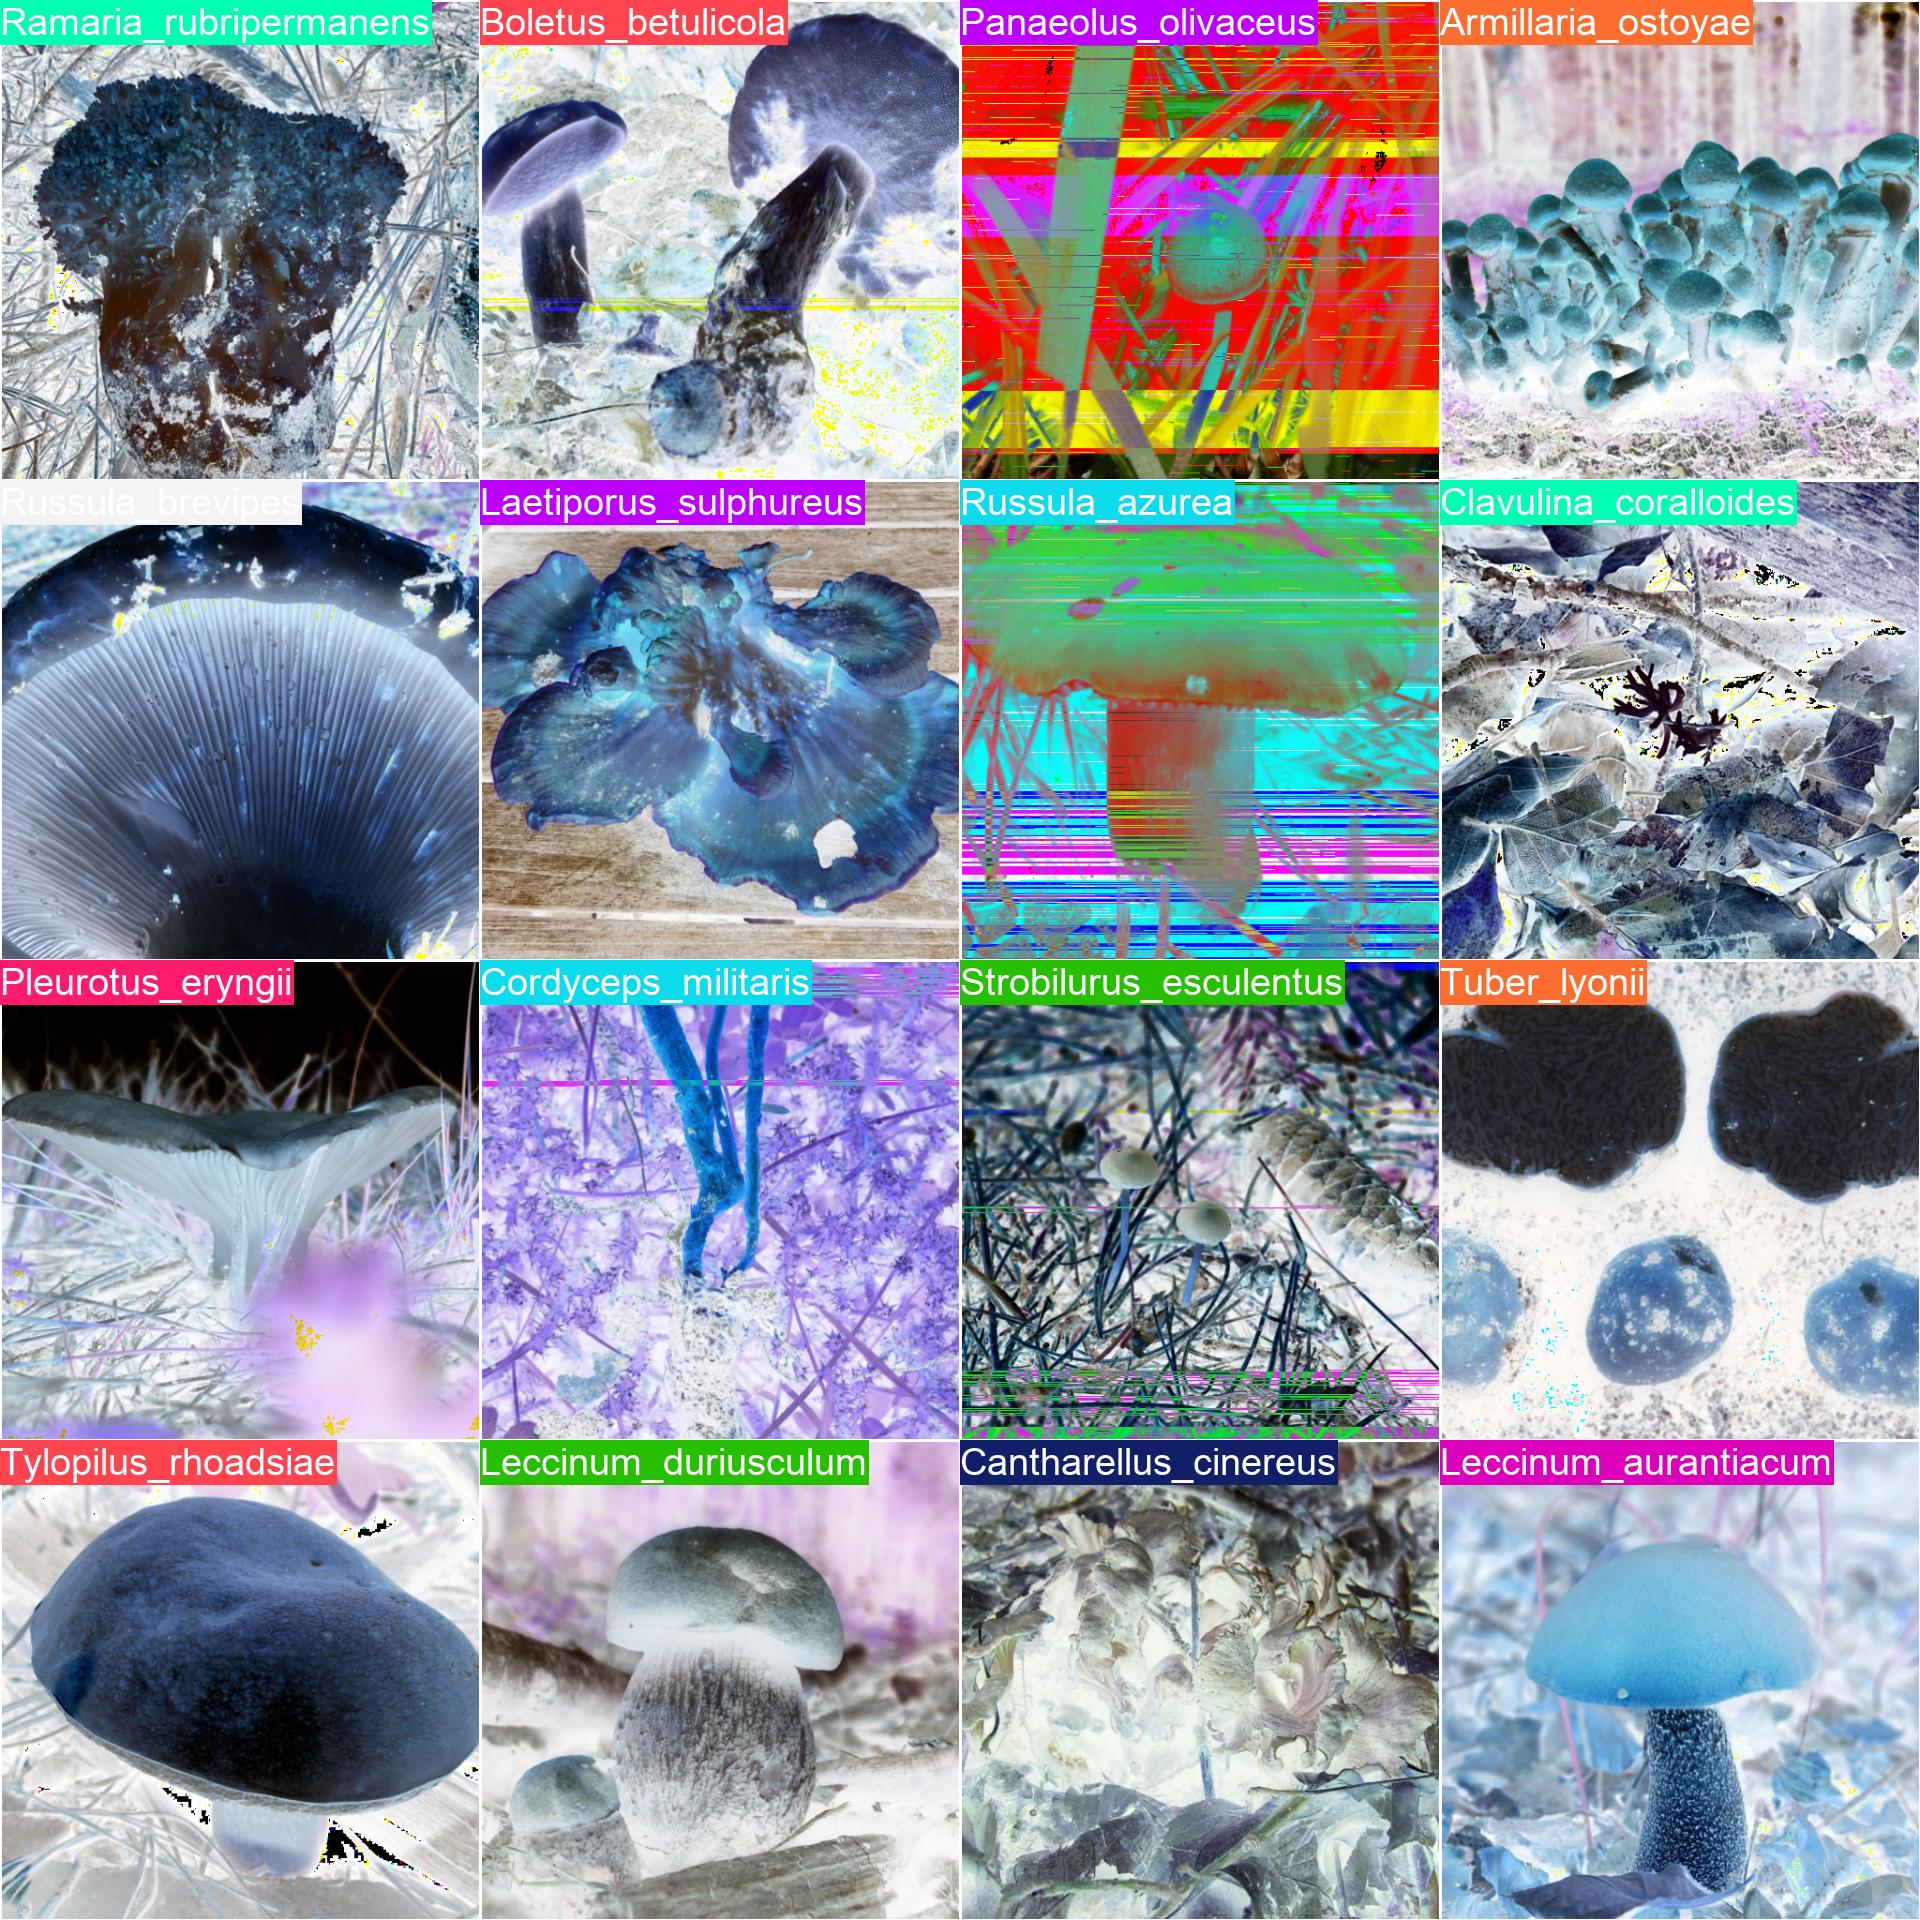 Ramaria_rubripermanens
Boletus_betulicola
Panaeolus_olivaceus
Armillaria_ostoyae
Russula_brevipes
Laetiporus_sulphureus
Russula_azurea
Clavulina_coralloides
Pleurotus_eryngii
Cordyceps_militaris
Strobilurus_esculentus
Tuber_lyonii
Tylopilus_rhoadsiae
Leccinum_duriusculum
Cantharellus_cinereus
Leccinum_aurantiacum